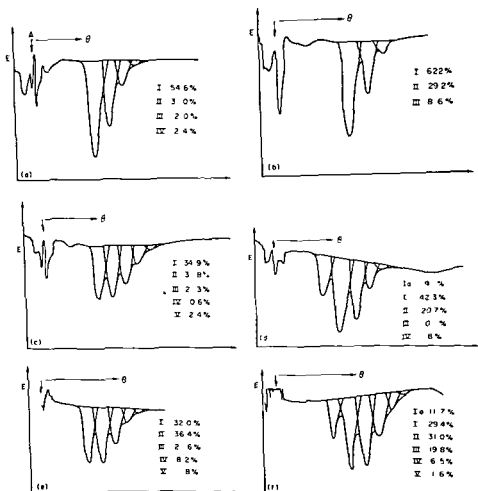 A
θ
E
I 54.6%
II 3.0%
III 2.0%
IV 2.4%
(a)
θ
E
I 622%
II 29.2%
III 8.6%
(b)
θ
E
I 34.9%
II 3 8%
III 2 3%
IV 0.6%
V 2.4%
(c)
θ
E
Ia 9 %
I 42.3%
II 20.7%
III 0 %
IV 8%
θ
E
I 32.0%
II 36.4%
III 2 6%
IV 8.2%
V 8%
(e)
θ
E
Ia 11.7%
I 29.4%
II 31.0%
III 19.8%
IV 6.5%
V 1.6%